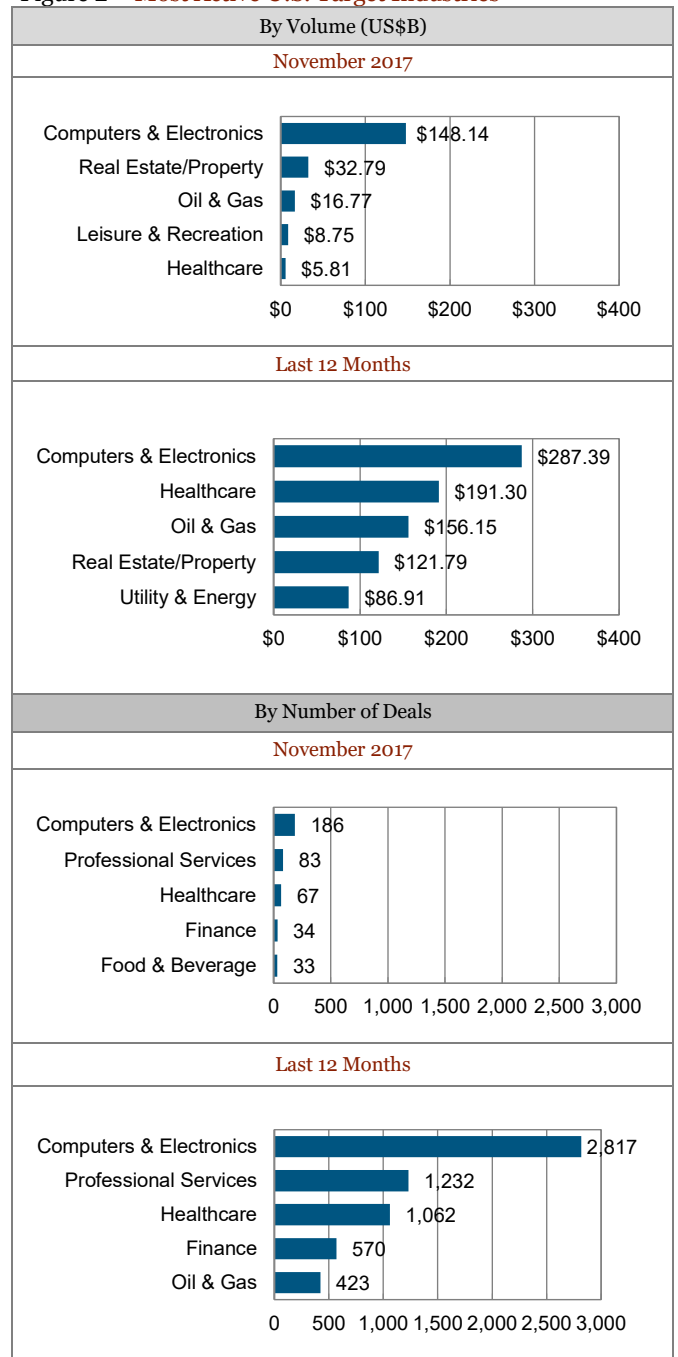 By Volume (US$B)
November 2017
Computers & Electronics $148.14
Real Estate/Property $32.79
Oil & Gas $16.77
Leisure & Recreation $8.75
Healthcare $5.81
$0 $100 $200 $300 $400
Last 12 Months
Computers & Electronics $287.39
Healthcare $191.30
Oil & Gas $156.15
Real Estate/Property $121.79
Utility & Energy $86.91
$0 $100 $200 $300 $400
By Number of Deals
November 2017
Computers & Electronics 186
Professional Services 83
Healthcare 67
Finance 34
Food & Beverage 33
0 500 1,000 1,500 2,000 2,500 3,000
Last 12 Months
Computers & Electronics 2,817
Professional Services 1,232
Healthcare 1,062
Finance 570
Oil & Gas 423
0 500 1,000 1,500 2,000 2,500 3,000